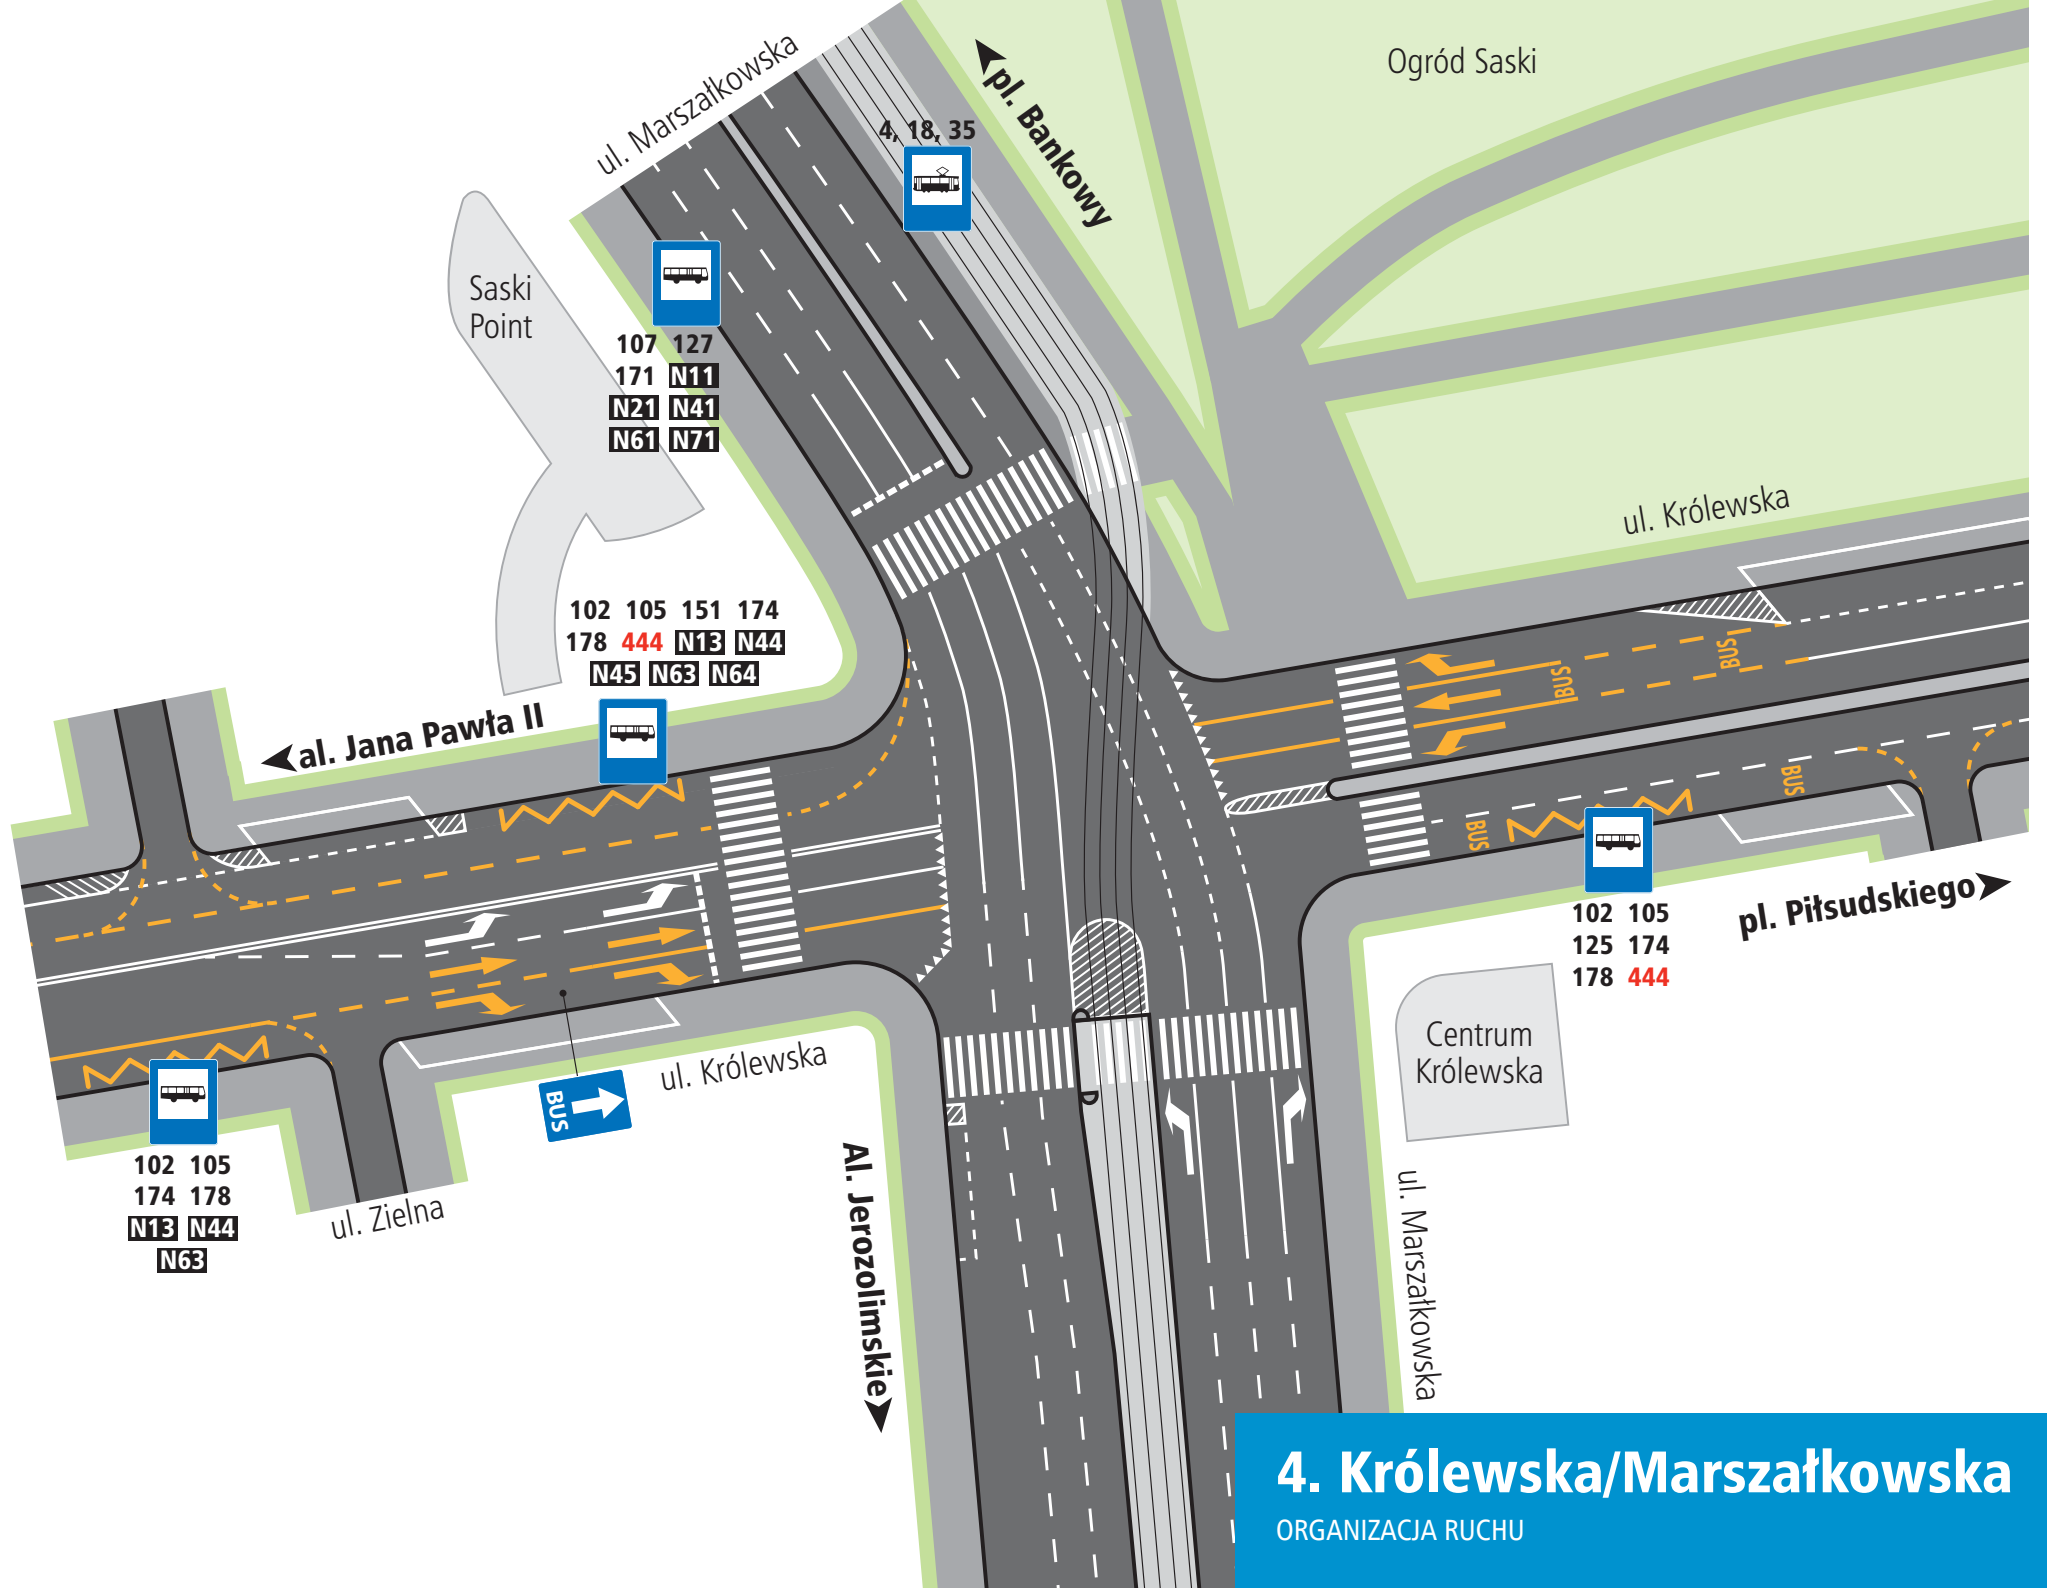 ul. Marszałkowska
4, 18, 35
pl. Bankowy
Ogród Saski
Saski
Point
107 127
171 N11
N21 N41
N61 N71
ul. Królewska
102 105 151 174
178 444 N13 N44
N45 N63 N64
al. Jana Pawła II
BUS
BUS
BUS
BUS
102 105
125 174
178 444
pl. Piłsudskiego
Centrum
Królewska
ul. Królewska
BUS
102 105
174 178
N13 N44
N63
ul. Zielna
Al. Jerozolimskie
ul. Marszałkowska
4. Królewska/Marszałkowska
ORGANIZACJA RUCHU